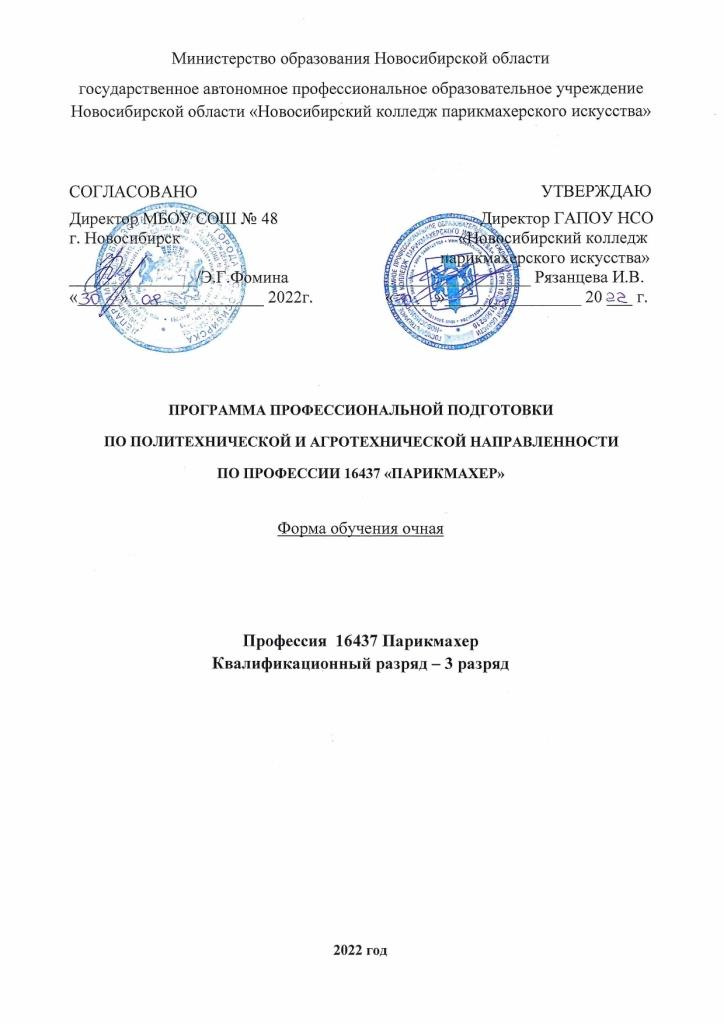 Министерство образования Новосибирской области
государственное автономное профессиональное образовательное учреждение
Новосибирской области «Новосибирский колледж парикмахерского искусства»
СОГЛАСОВАНО
Директор МБОУ СОШ № 48
г. Новосибирск
/Э.Г.Фомина
«30» 08 2022г.
УТВЕРЖДАЮ
Директор ГАПОУ НСО
«Новосибирский колледж
парикмахерского искусства»
Рязанцева И.В.
20 22 г.
ПРОГРАММА ПРОФЕССИОНАЛЬНОЙ ПОДГОТОВКИ
ПО ПОЛИТЕХНИЧЕСКОЙ И АГРОТЕХНИЧЕСКОЙ НАПРАВЛЕННОСТИ
ПО ПРОФЕССИИ 16437 «ПАРИКМАХЕР»
Форма обучения очная
Профессия 16437 Парикмахер
Квалификационный разряд – 3 разряд
2022 год